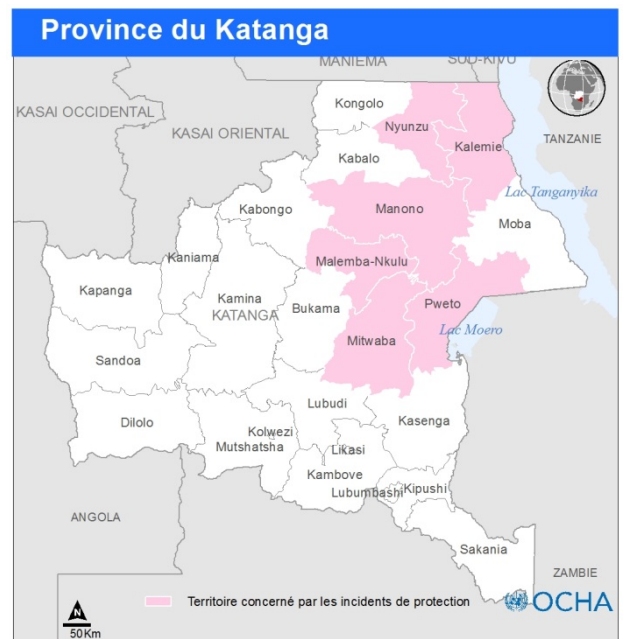 Province du Katanga
MANIEMA
SUD-KIVU
KASAI OCCIDENTAL
Kongolo
Nyunzu
KASAI ORIENTAL
TANZANIE
Kalemie
Kabalo
Lac Tanganyika
Kabongo
Manono
Moba
Kaniama
Malemba-Nkulu
Kapanga
Kamina
Bukama
Pweto
KATANGA
Lac Moero
Mitwaba
Sandoa
Lubudi
Kasenga
Dilolo
Kolwezi
Mutshatsha
Likasi
Kambove
Lubumbashi
Kipushi
ANGOLA
Sakania
ZAMBIE
Territoire concerné par les incidents de protection
OCHA
N
50 Km